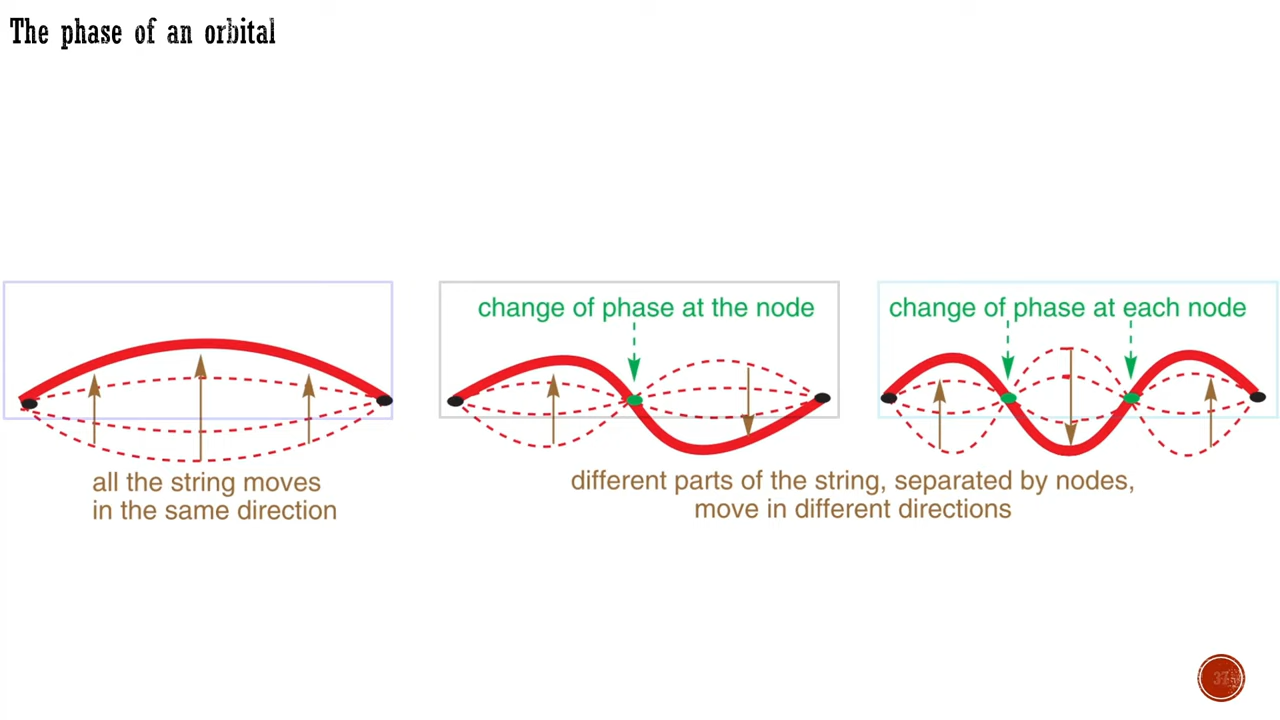 The phase of an orbital
change of phase at the node
change of phase at each node
all the string moves
in the same direction
different parts of the string, separated by nodes,
move in different directions
37